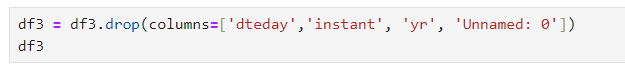 df3 = df3.drop(columns=['dteday','instant', 'yr', 'Unnamed: 0'])
df3